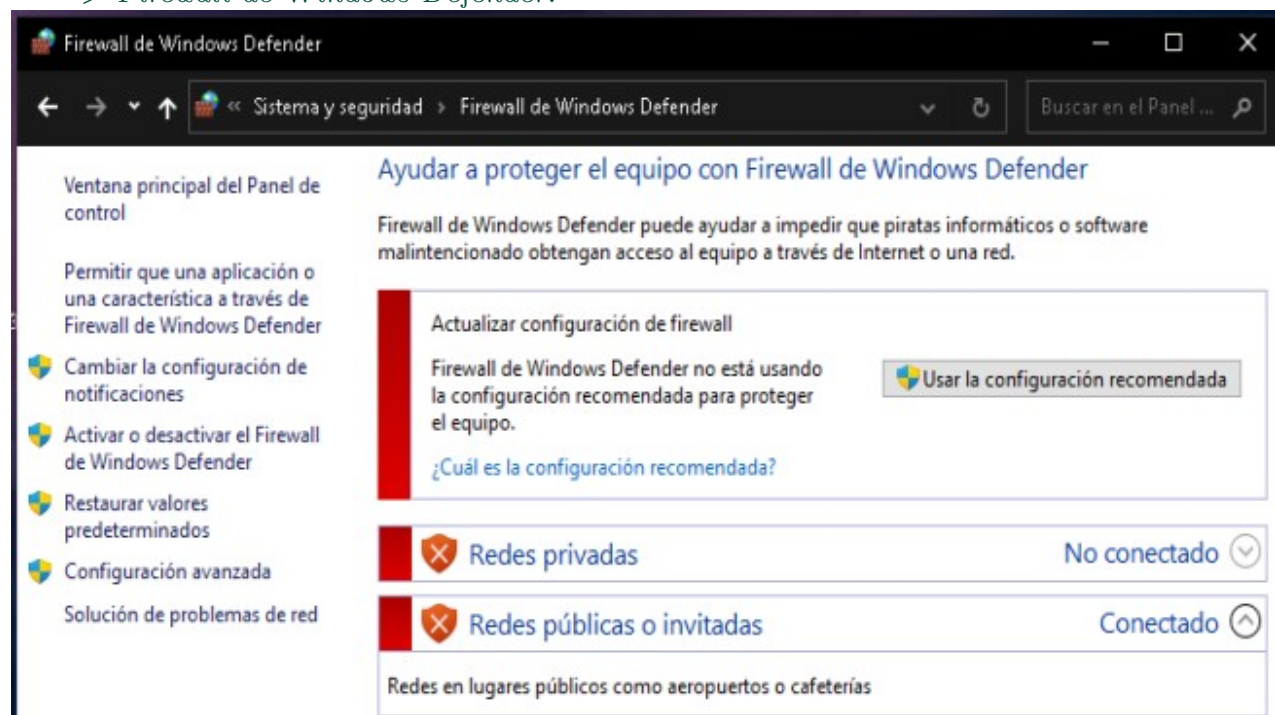 > Firewall de Windows Defender.
Firewall de Windows Defender
« Sistema y seguridad > Firewall de Windows Defender
Buscar en el Panel ...
Ventana principal del Panel de
control
Permitir que una aplicación o
una característica a través de
Firewall de Windows Defender
Cambiar la configuración de
notificaciones
Activar o desactivar el Firewall
de Windows Defender
Restaurar valores
predeterminados
Configuración avanzada
Solución de problemas de red
Ayudar a proteger el equipo con Firewall de Windows Defender
Firewall de Windows Defender puede ayudar a impedir que piratas informáticos o software
malintencionado obtengan acceso al equipo a través de Internet o una red.
Actualizar configuración de firewall
Firewall de Windows Defender no está usando
la configuración recomendada para proteger
el equipo.
¿Cuál es la configuración recomendada?
Usar la configuración recomendada
Redes privadas No conectado
Redes públicas o invitadas Conectado
Redes en lugares públicos como aeropuertos o cafeterías